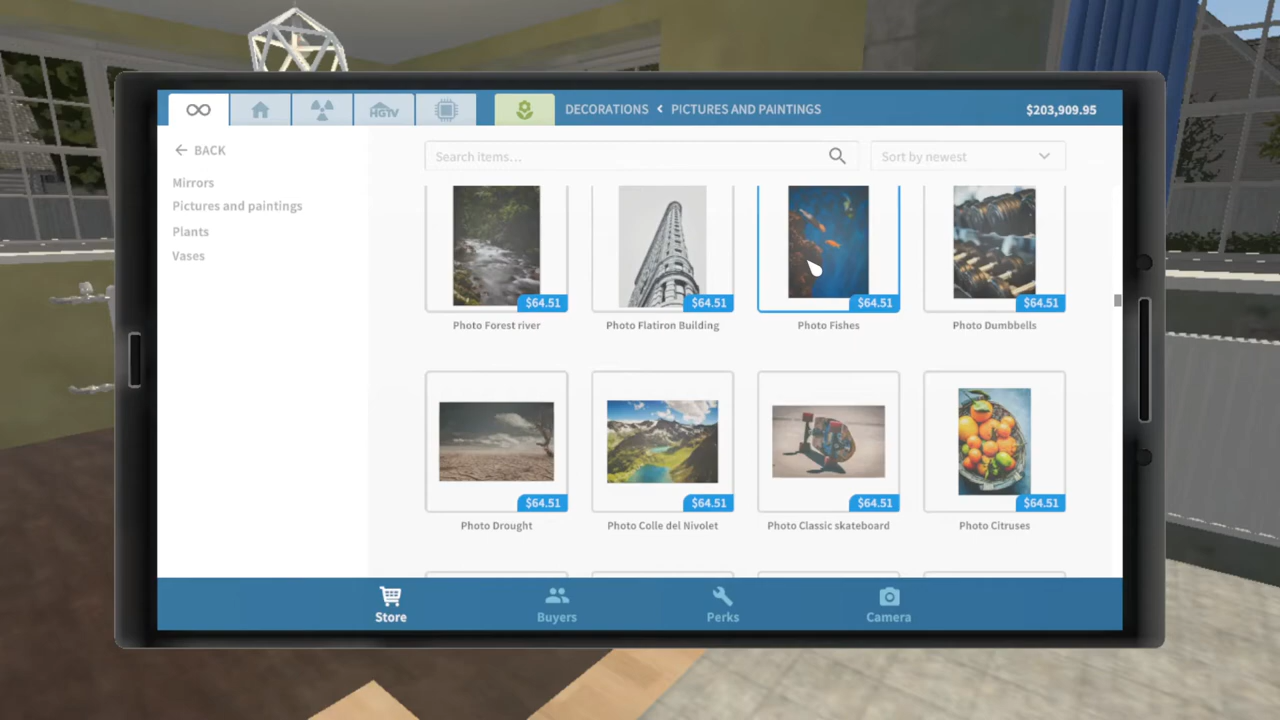 HGTV
DECORATIONS < PICTURES AND PAINTINGS
$203,909.95
BACK
Search items...
Sort by newest
Mirrors
Pictures and paintings
Plants
Vases
$64.51 $64.51 $64.51 $64.51
Photo Forest river Photo Flatiron Building Photo Fishes Photo Dumbbells
$64.51 $64.51 $64.51 $64.51
Photo Drought Photo Colle del Nivolet Photo Classic skateboard Photo Citruses
Store Buyers Perks Camera